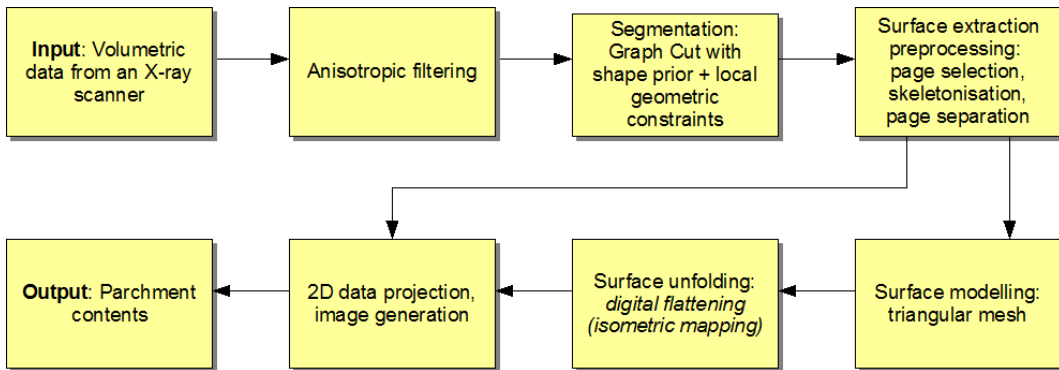 Input: Volumetric
data from an X-ray
scanner
Anisotropic filtering
Segmentation:
Graph Cut with
shape prior + local
geometric
constraints
Surface extraction
preprocessing:
page selection,
skeletonisation,
page separation
Surface modelling:
triangular mesh
Surface unfolding:
digital flattening
(isometric mapping)
2D data projection,
image generation
Output: Parchment
contents